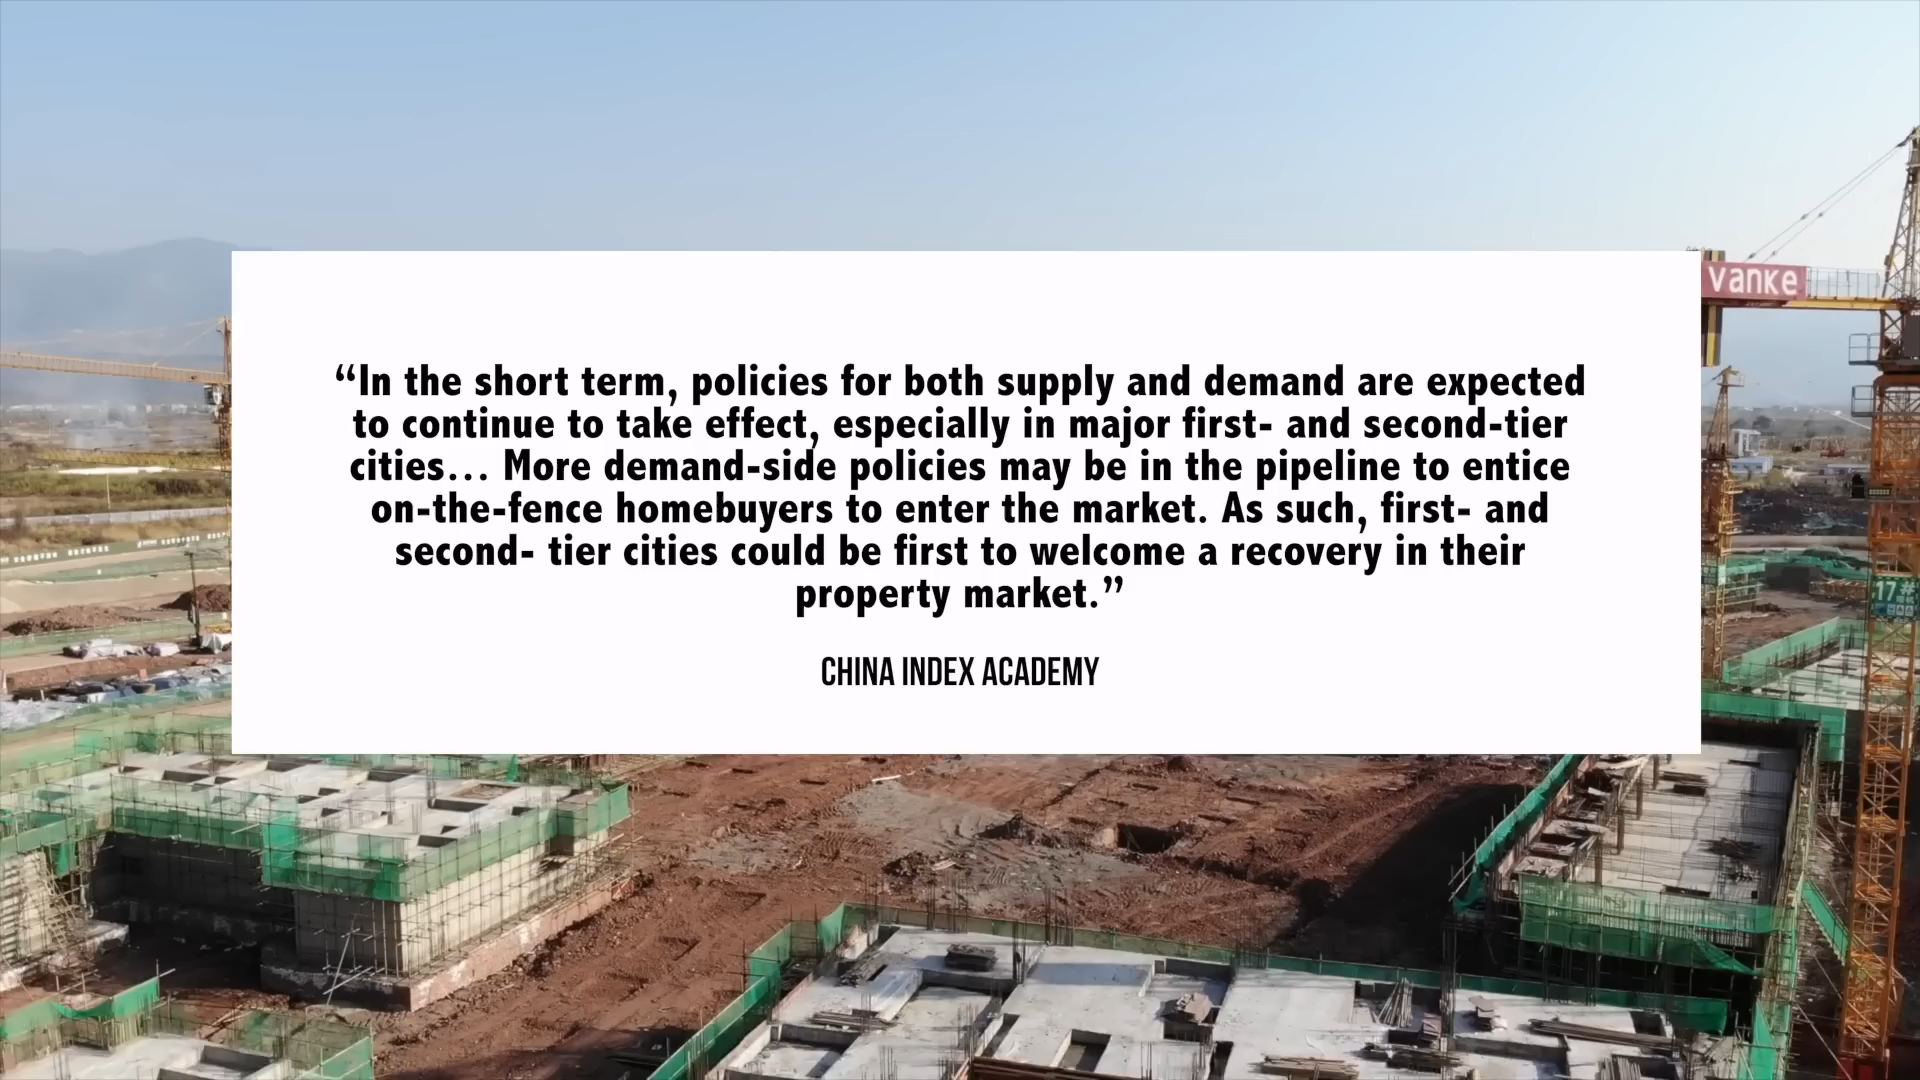 vanke
“In the short term, policies for both supply and demand are expected
to continue to take effect, especially in major first- and second-tier
cities… More demand-side policies may be in the pipeline to entice
on-the-fence homebuyers to enter the market. As such, first- and
second- tier cities could be first to welcome a recovery in their
property market.”
CHINA INDEX ACADEMY
17#